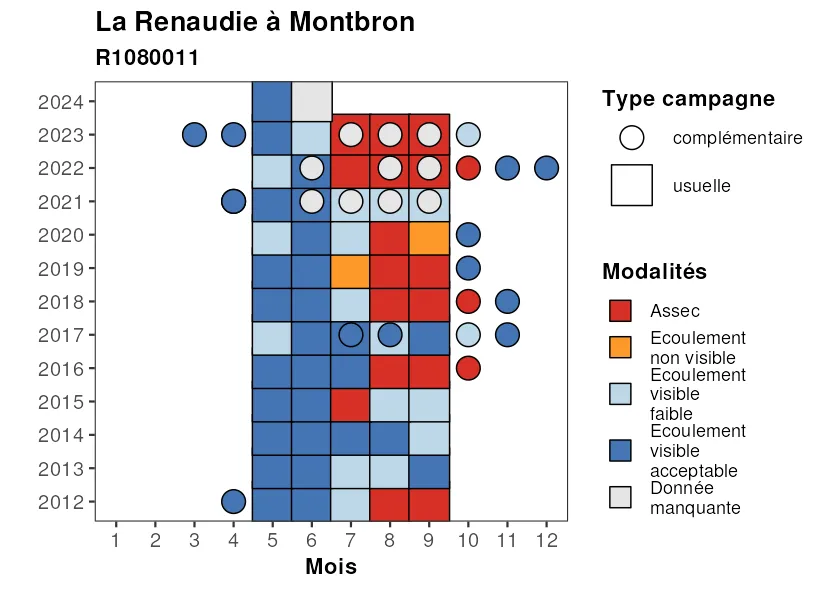 La Renaudie à Montbron
R1080011
2024
2023
2022
2021
2020
2019
2018
2017
2016
2015
2014
2013
2012
1 2 3 4 5 6 7 8 9 10 11 12
Mois
Type campagne
complémentaire
usuelle
Modalités
Assec
Ecoulement
non visible
Ecoulement
visible
faible
Ecoulement
visible
acceptable
Donnée
manquante